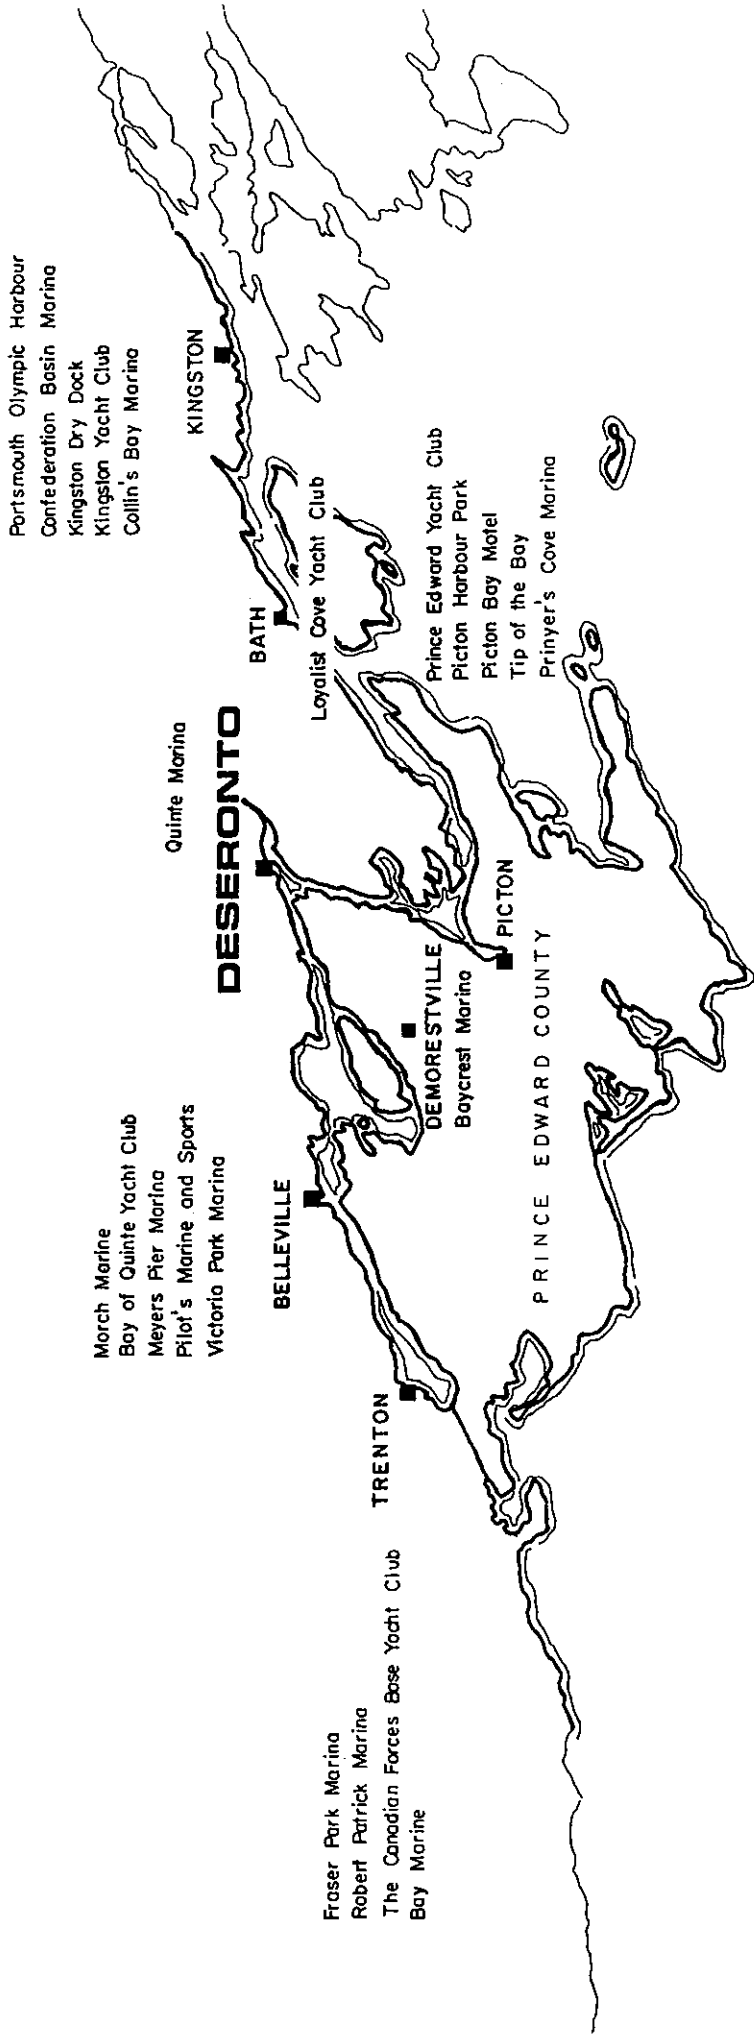 Fraser Park Marina
Robert Patrick Marina
The Canadian Forces Base Yacht Club
Bay Marine
TRENTON
Morch Marine
Bay of Quinte Yacht Club
Meyers Pier Marina
Pilot's Marine and Sports
Victoria Park Marina
BELLEVILLE
Quinte Marina
DESERONTO
DEMORESTVILLE
Baycrest Marina
PICTON
PRINCE EDWARD COUNTY
Prince Edward Yacht Club
Picton Harbour Park
Picton Bay Motel
Tip of the Bay
Prinyer's Cove Marina
BATH
Loyalist Cove Yacht Club
Portsmouth Olympic Harbour
Confederation Basin Marina
Kingston Dry Dock
Kingston Yacht Club
Collin's Bay Marina
KINGSTON